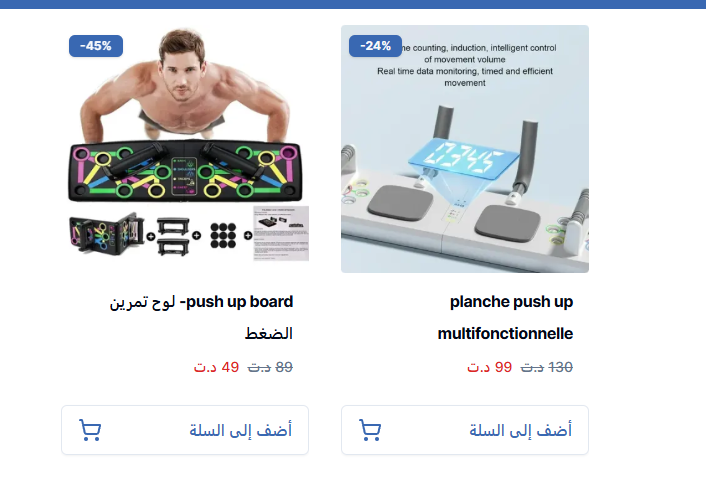 -45%
push up board- لوح تمرين
الضغط
89 د.ت 49 د.ت
أضف إلى السلة
-24%
me counting, induction, intelligent control
of movement volume
Real time data monitoring, timed and efficient
movement
planche push up
multifonctionnelle
130 د.ت 99 د.ت
أضف إلى السلة